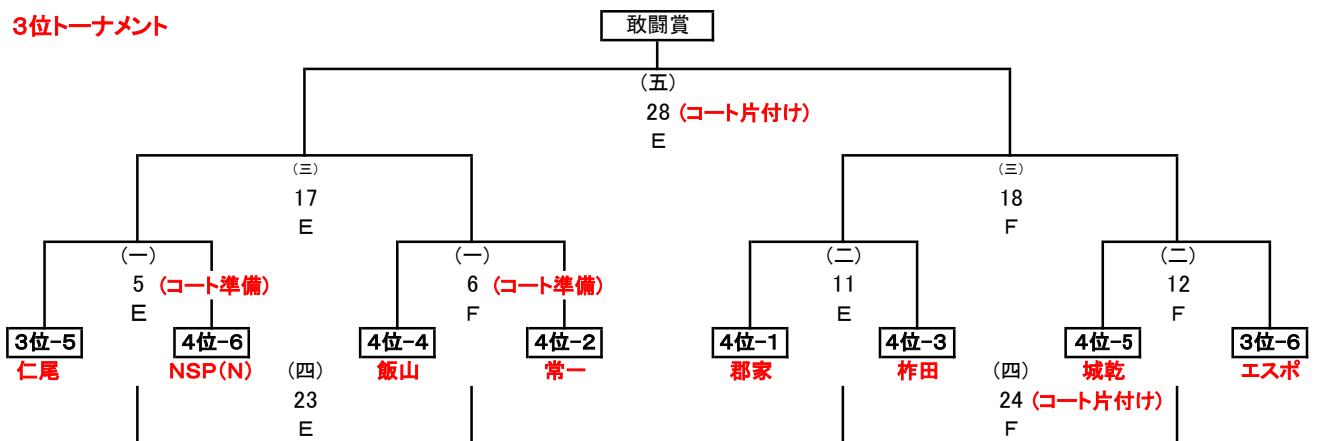 3位トーナメント
敢闘賞
(五)
28 (コート片付け)
E
(三) (三)
17 18
E F
(一) (一) (二) (二)
5 (コート準備) 6 (コート準備) 11 12
E F E F
3位-5 4位-6 4位-4 4位-2 4位-1 4位-3 4位-5 3位-6
仁尾 NSP(N) (四) 飯山 常一 郡家 柞田 (四) 城乾 エスポ
23 24 (コート片付け)
E F